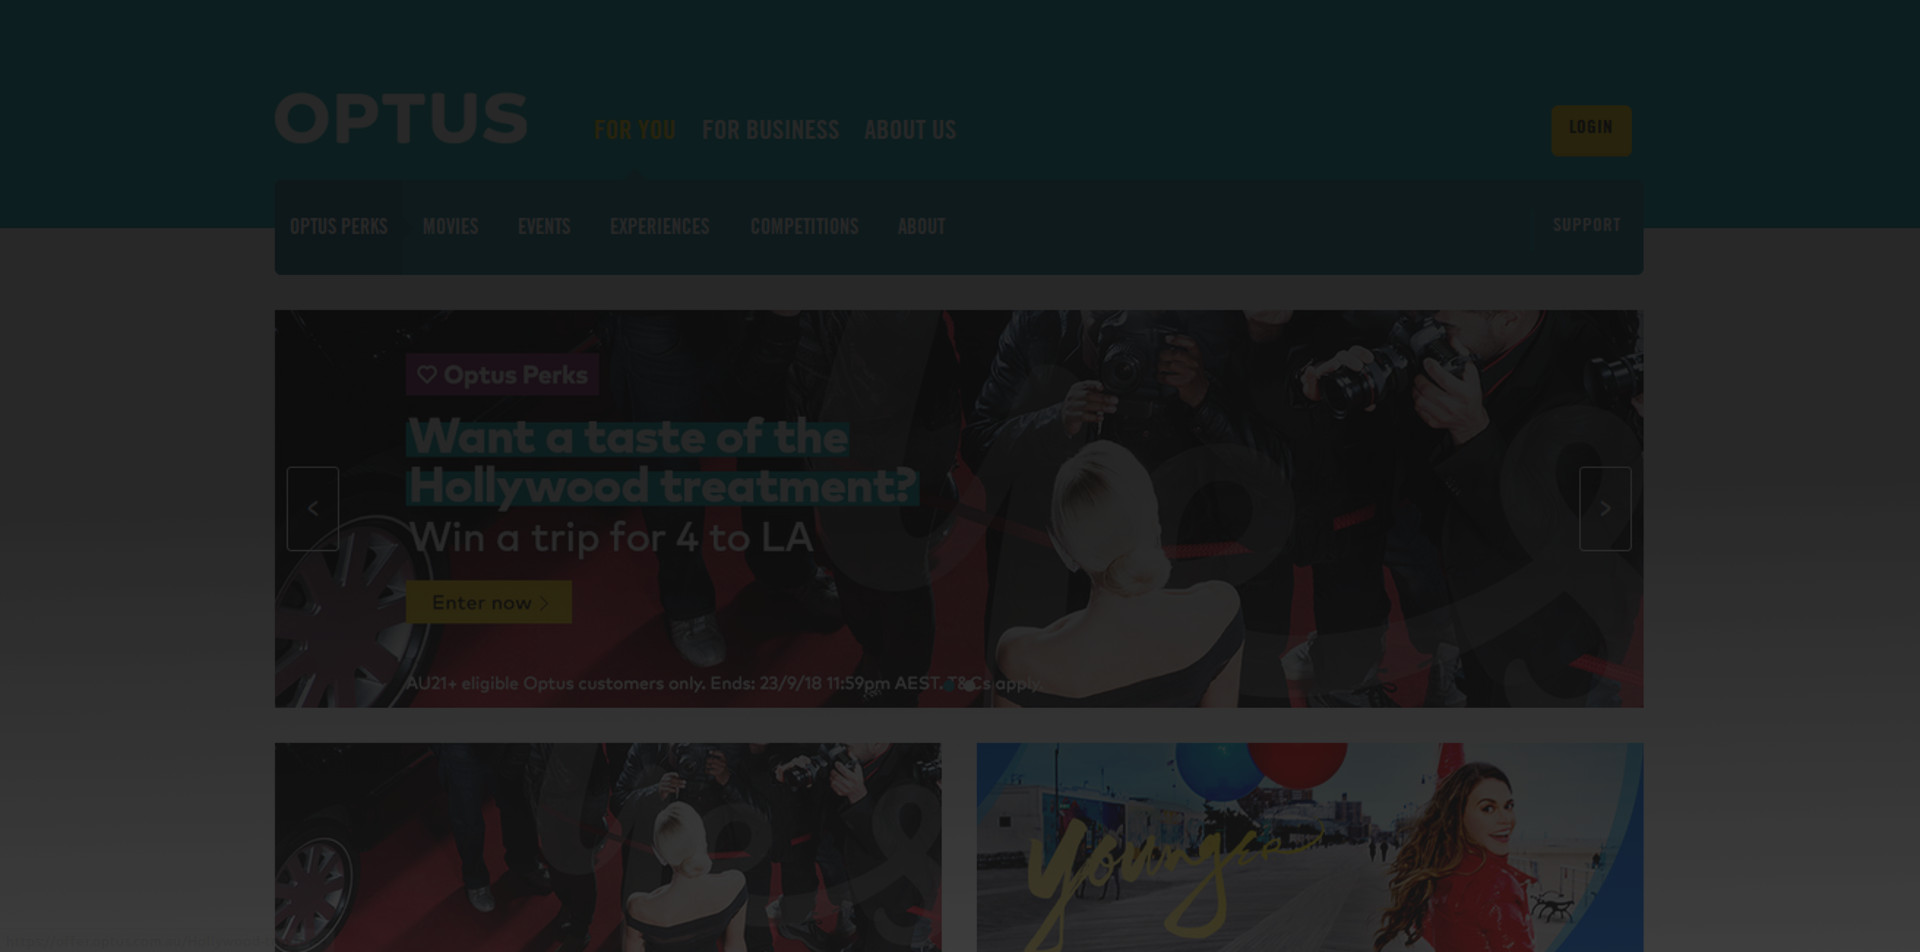 OPTUS
FOR YOU FOR BUSINESS ABOUT US
LOGIN
OPTUS PERKS MOVIES EVENTS EXPERIENCES COMPETITIONS ABOUT
SUPPORT
Optus Perks
Want a taste of the
Hollywood treatment?
Win a trip for 4 to LA
Enter now >
AU21+ eligible Optus customers only. Ends: 23/9/18 11:59pm AEST. T&Cs apply.
young